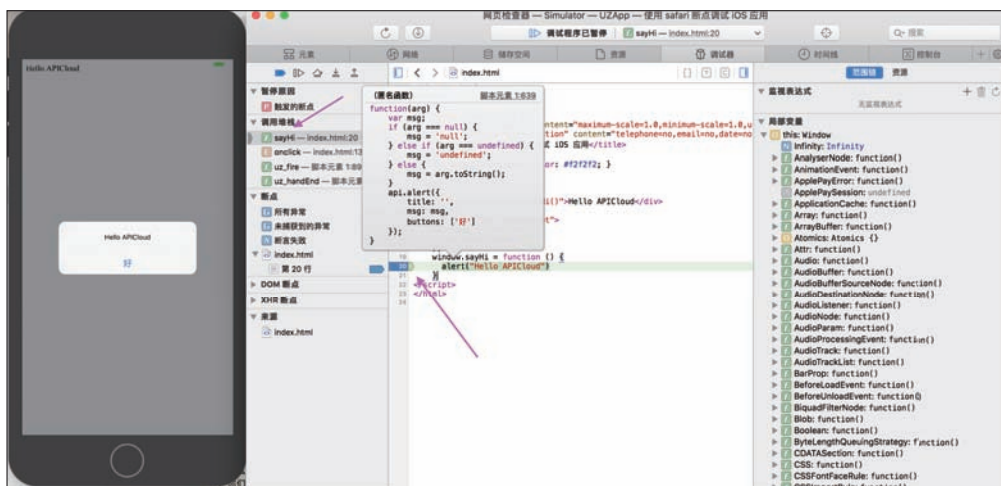 网页检查器 — Simulator — UZApp — 使用 safari 断点调试 iOS 应用
调试程序已暂停 sayHi — index.html:20
搜索
元素 网络 储存空间 资源 调试器 时间线 控制台
index.html
范围链 资源
Hello APICloud
Hello APICloud
好
暂停原因
触发的断点
调用堆栈
sayHi — index.html:20
onclick — index.html:13
uz_fire — 脚本元素 1:89
uz_handEnd — 脚本元素
断点
所有异常
未捕获到的异常
断言失败
index.html
第 20 行
DOM 断点
XHR 断点
来源
index.html
(匿名函数) 脚本元素 1:639
function(arg) {
var msg;
if (arg === null) {
msg = 'null';
} else if (arg === undefined) {
msg = 'undefined';
} else {
msg = arg.toString();
}
api.alert({
title: '',
msg: msg,
buttons: ['好']
});
}
ntent="maximum-scale=1.0,minimum-scale=1.0,u
tion" content="telephone=no,email=no,date=no
式 iOS 应用</title>
or: #f2f2f2; }
i()">Hello APICloud</div>
t">
19 window.sayHi = function () {
20 alert("Hello APICloud")
21 }
22 </script>
23 </html>
24
监视表达式
无监视表达式
局部变量
this: Window
Infinity: Infinity
AnalyserNode: function()
AnimationEvent: function()
ApplePayError: function()
ApplePaySession: undefined
ApplicationCache: function()
Array: function()
ArrayBuffer: function()
Atomics: Atomics {}
Attr: function()
Audio: function()
AudioBuffer: function()
AudioBufferSourceNode: function()
AudioDestinationNode: function()
AudioListener: function()
AudioNode: function()
AudioParam: function()
AudioProcessingEvent: function()
AudioTrack: function()
AudioTrackList: function()
BarProp: function()
BeforeLoadEvent: function()
BeforeUnloadEvent: function()
BiquadFilterNode: function()
Blob: function()
Boolean: function()
ByteLengthQueuingStrategy: function()
CDATASection: function()
CSS: function()
CSSFontFaceRule: function()